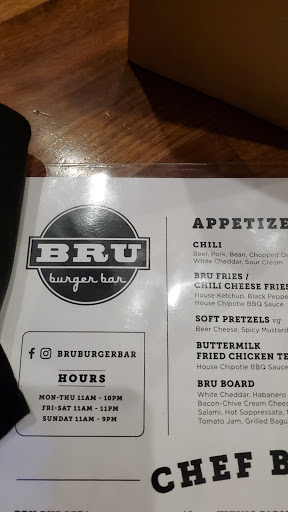 BRU
burger bar
BRUBURGERBAR
HOURS
MON-THU 11AM - 10PM
FRI-SAT 11AM - 11PM
SUNDAY 11AM - 9PM
APPETIZE
CHILI
Beef, Pork, Bean, Chopped On
White Cheddar, Sour Cream
BRU FRIES /
CHILI CHEESE FRIES
House Ketchup, Black Peppe
House Chipotle BBQ Sauce
SOFT PRETZELS vg
Beer Cheese, Spicy Mustard
BUTTERMILK
FRIED CHICKEN TE
House Chipotle BBQ Sauce
BRU BOARD
White Cheddar, Habanero
Bacon-Chive Cream Chees
Salami, Hot Soppressata, M
Tomato Jam, Grilled Bague
CHEF B